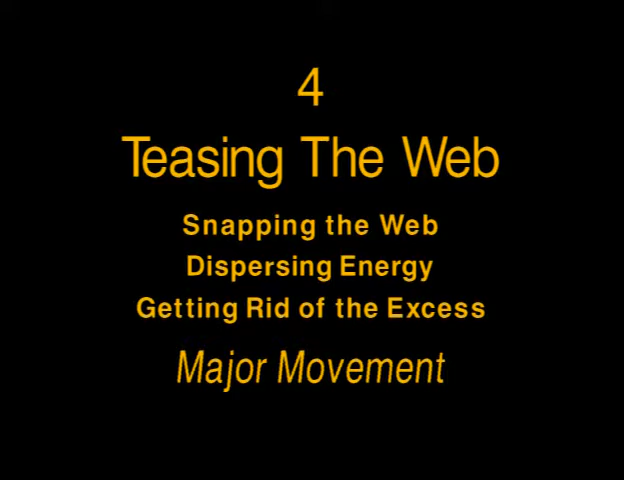 4
Teasing The Web
Snapping the Web
Dispersing Energy
Getting Rid of the Excess
Major Movement